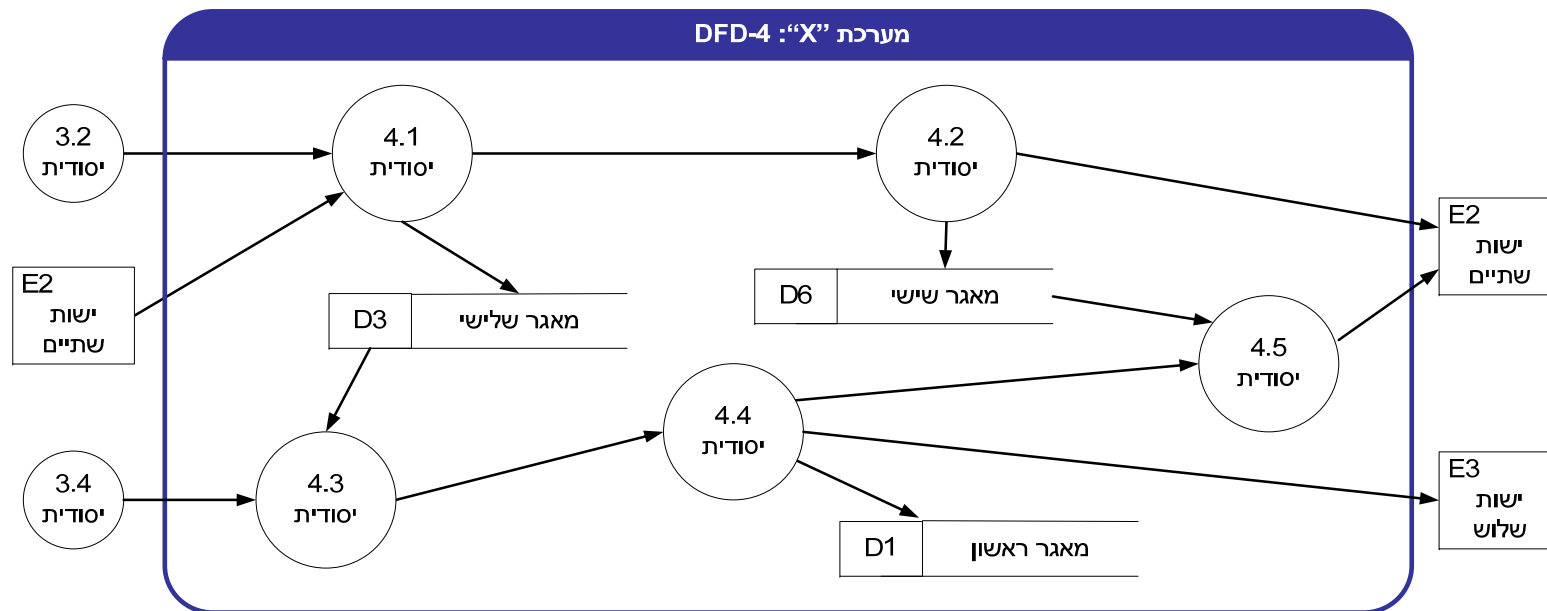 מערכת "X": DFD-4
3.2
יסודית
4.1
יסודית
4.2
יסודית
E2
ישות
שתיים
E2
ישות
שתיים
D3
מאגר שלישי
D6
מאגר שישי
4.5
יסודית
4.4
יסודית
3.4
יסודית
4.3
יסודית
E3
ישות
שלוש
D1
מאגר ראשון